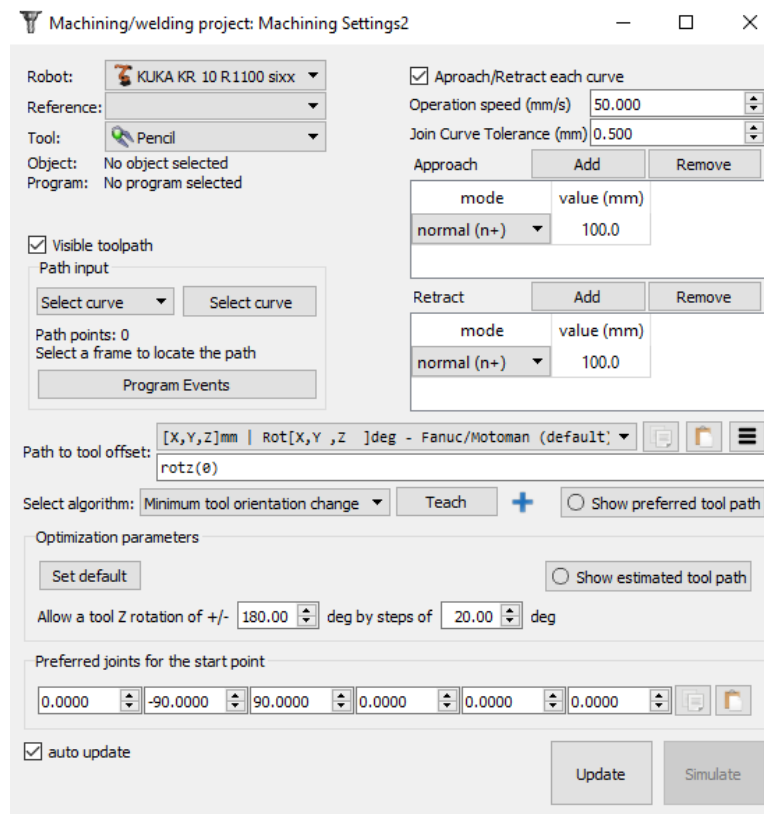 Machining/welding project: Machining Settings2
Robot: KUKA KR 10 R1100 sixx
Reference:
Tool: Pencil
Object: No object selected
Program: No program selected
Visible toolpath
Path input
Select curve Select curve
Path points: 0
Select a frame to locate the path
Program Events
Aproach/Retract each curve
Operation speed (mm/s) 50.000
Join Curve Tolerance (mm) 0.500
Approach Add Remove
mode value (mm)
normal (n+) 100.0
Retract Add Remove
mode value (mm)
normal (n+) 100.0
Path to tool offset: [X,Y,Z]mm | Rot[X,Y ,Z  ]deg - Fanuc/Motoman (default)
rotz(0)
Select algorithm: Minimum tool orientation change Teach Show preferred tool path
Optimization parameters
Set default Show estimated tool path
Allow a tool Z rotation of +/- 180.00 deg by steps of 20.00 deg
Preferred joints for the start point
0.0000 -90.0000 90.0000 0.0000 0.0000 0.0000
auto update
Update Simulate